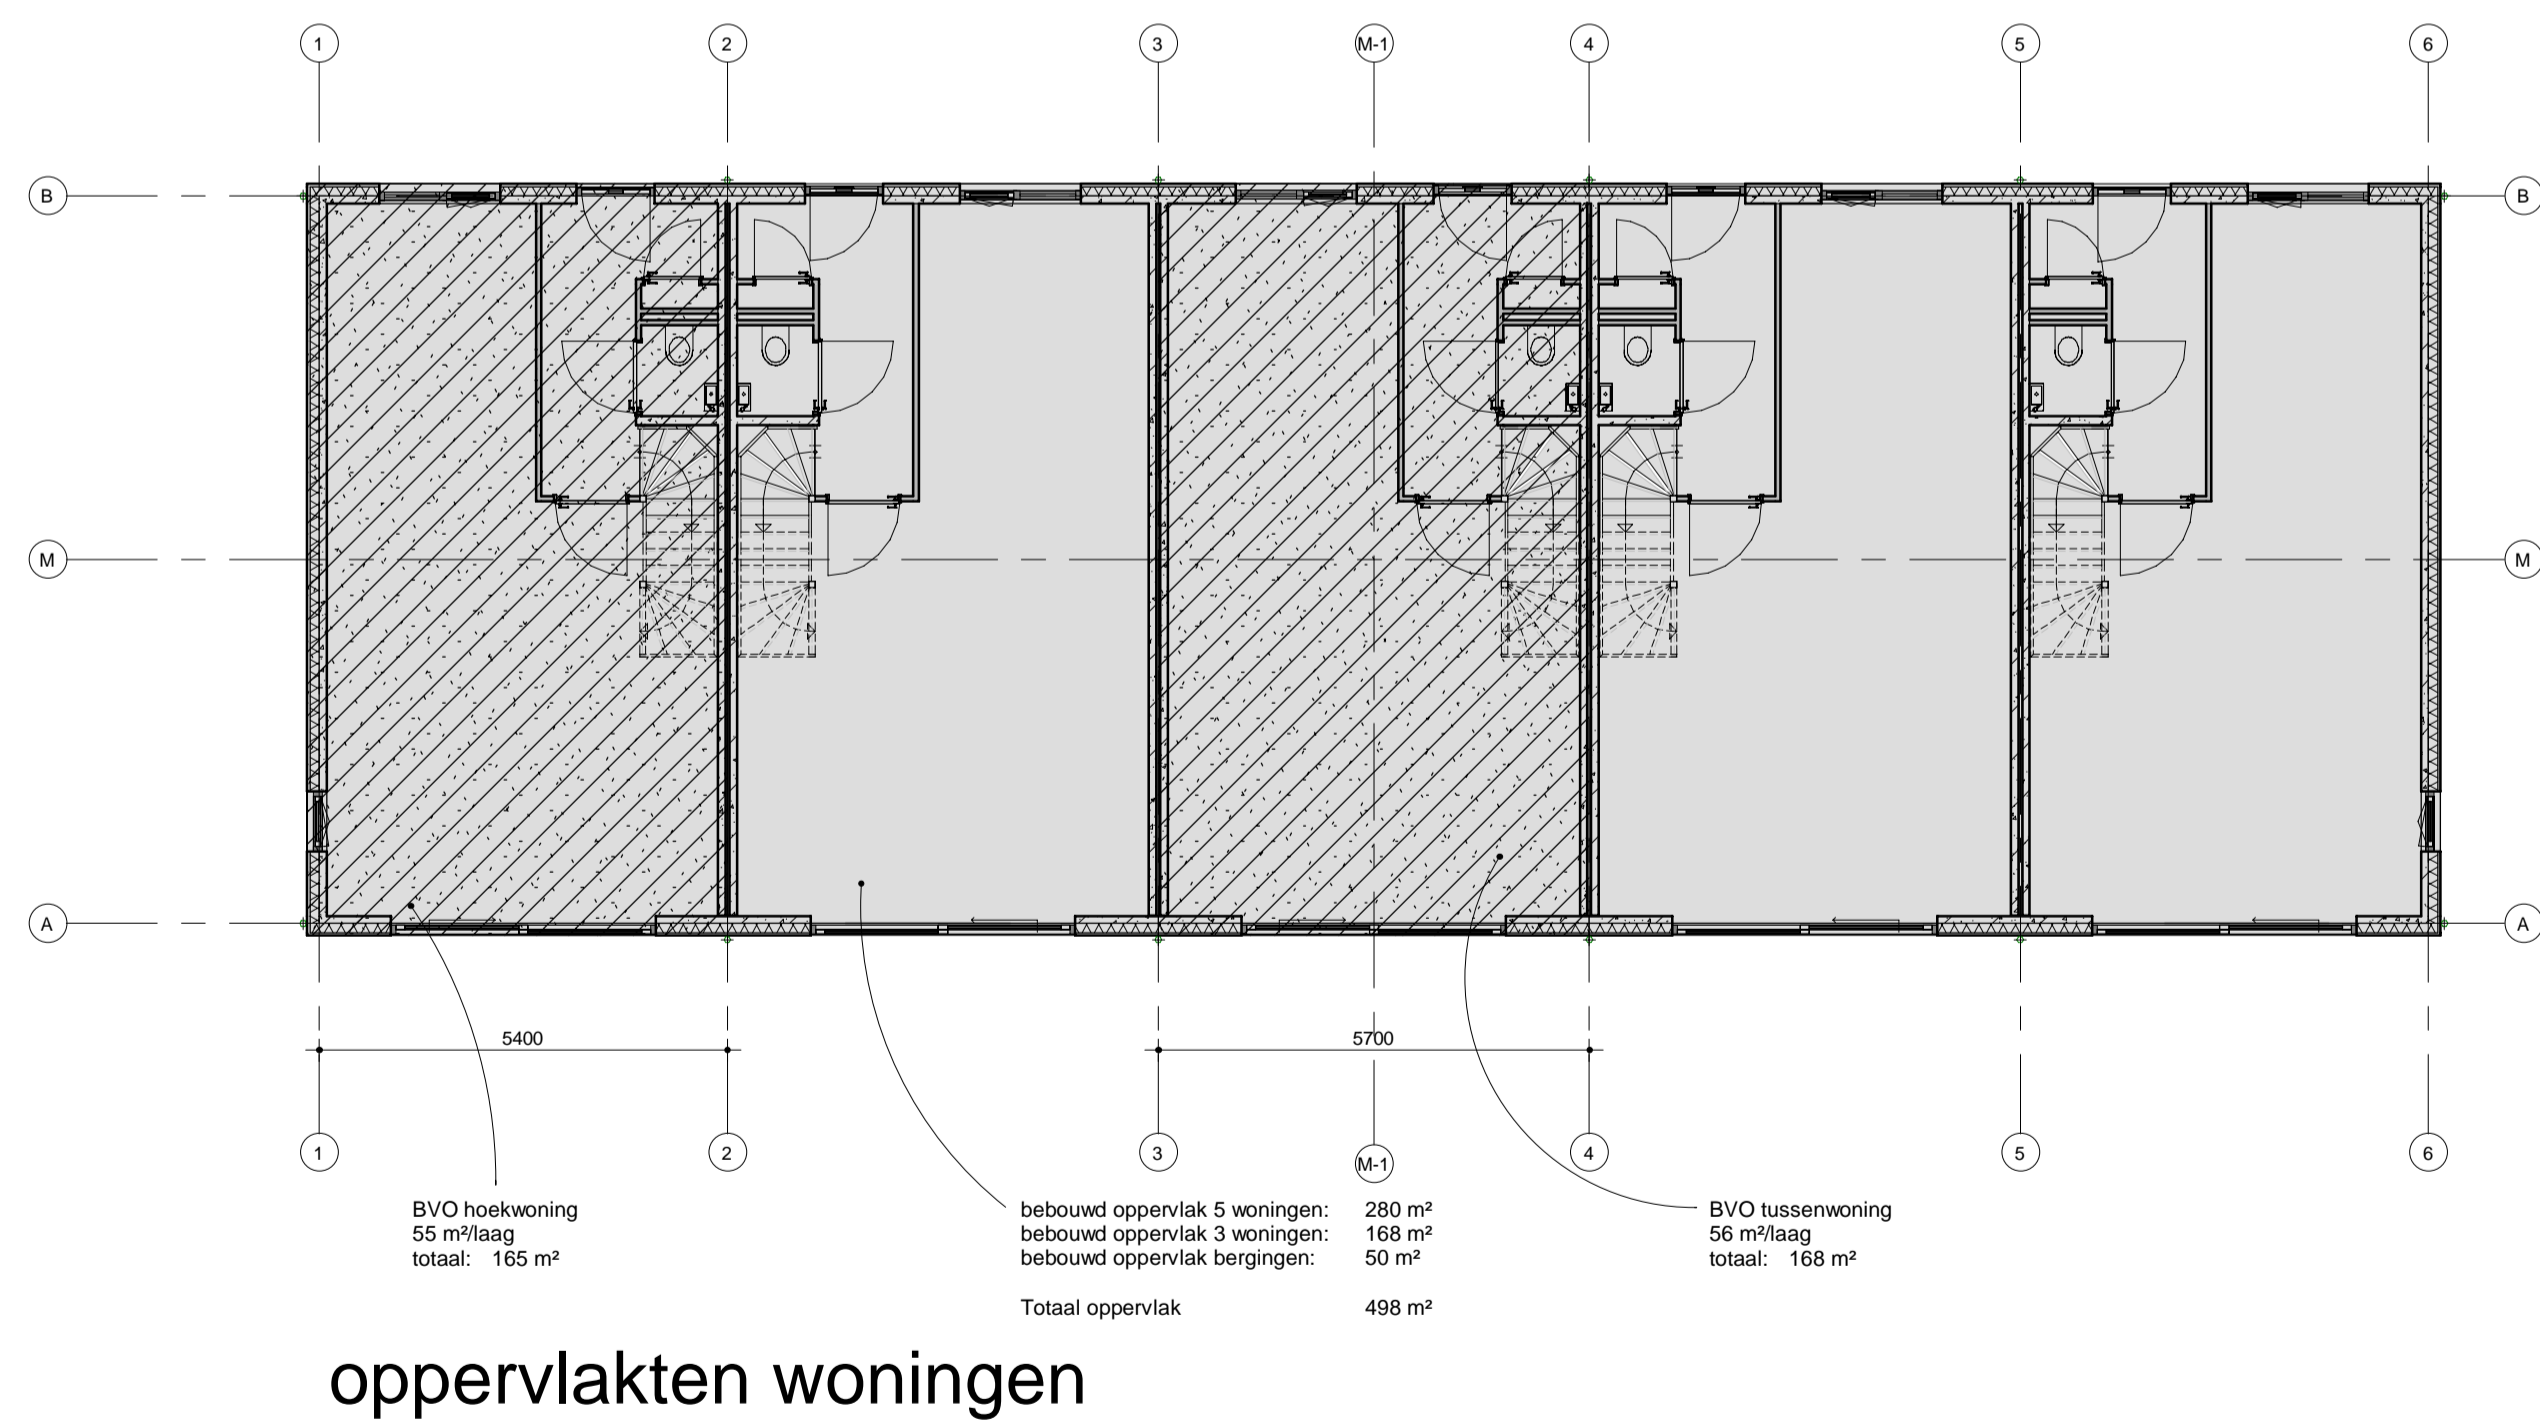 1 2 3 M-1 4 5 6
B B
M M
A A
5400 5700
1 2 3 M-1 4 5 6
BVO hoekwoning
55 m²/laag
totaal: 165 m²
bebouwd oppervlak 5 woningen: 280 m²
bebouwd oppervlak 3 woningen: 168 m²
bebouwd oppervlak bergingen: 50 m²
Totaal oppervlak 498 m²
BVO tussenwoning
56 m²/laag
totaal: 168 m²
oppervlakten woningen